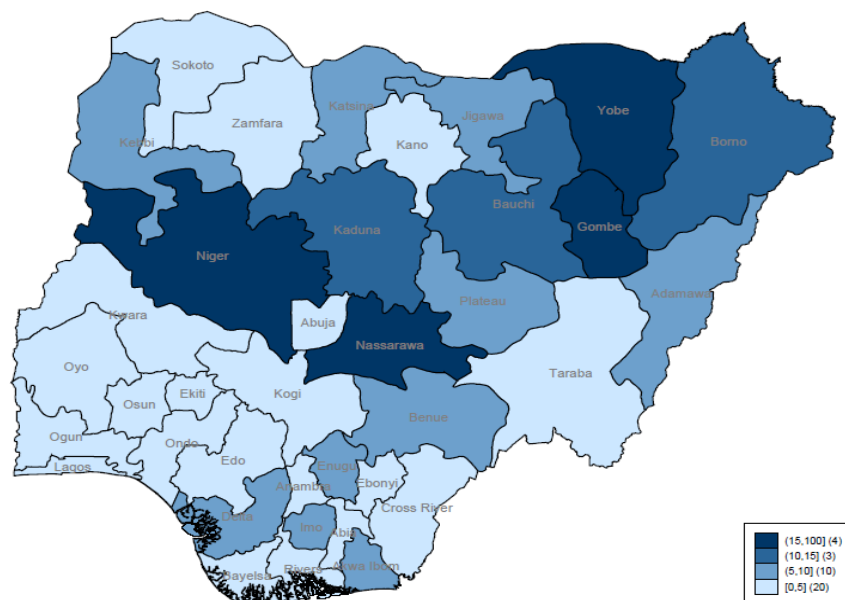 Sokoto
Katsina
Jigawa
Yobe
Borno
Zamfara
Kebbi
Kano
Bauchi
Kaduna
Gombe
Niger
Adamawa
Plateau
Kwara
Abuja
Nassarawa
Oyo
Taraba
Kogi
Ekiti
Osun
Benue
Ogun
Ondo
Edo
Lagos
Enugu
Anambra
Ebonyi
Cross River
Delta
Imo
Abia
Bayelsa
Rivers
Akwa Ibom
(15,100] (4)
(10,15] (3)
(5,10] (10)
[0,5] (20)